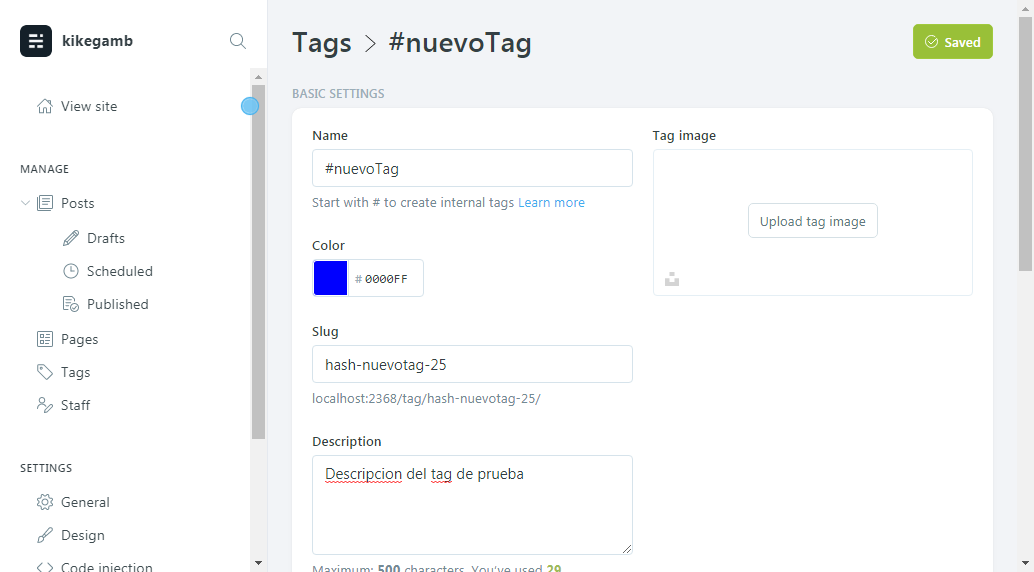 kikegamb
View site
MANAGE
Posts
Drafts
Scheduled
Published
Pages
Tags
Staff
SETTINGS
General
Design
Code injection
Tags > #nuevoTag
Saved
BASIC SETTINGS
Name
#nuevoTag
Start with # to create internal tags Learn more
Color
# 0000FF
Slug
hash-nuevotag-25
localhost:2368/tag/hash-nuevotag-25/
Description
Descripcion del tag de prueba
Maximum: 500 characters. You've used 29
Tag image
Upload tag image